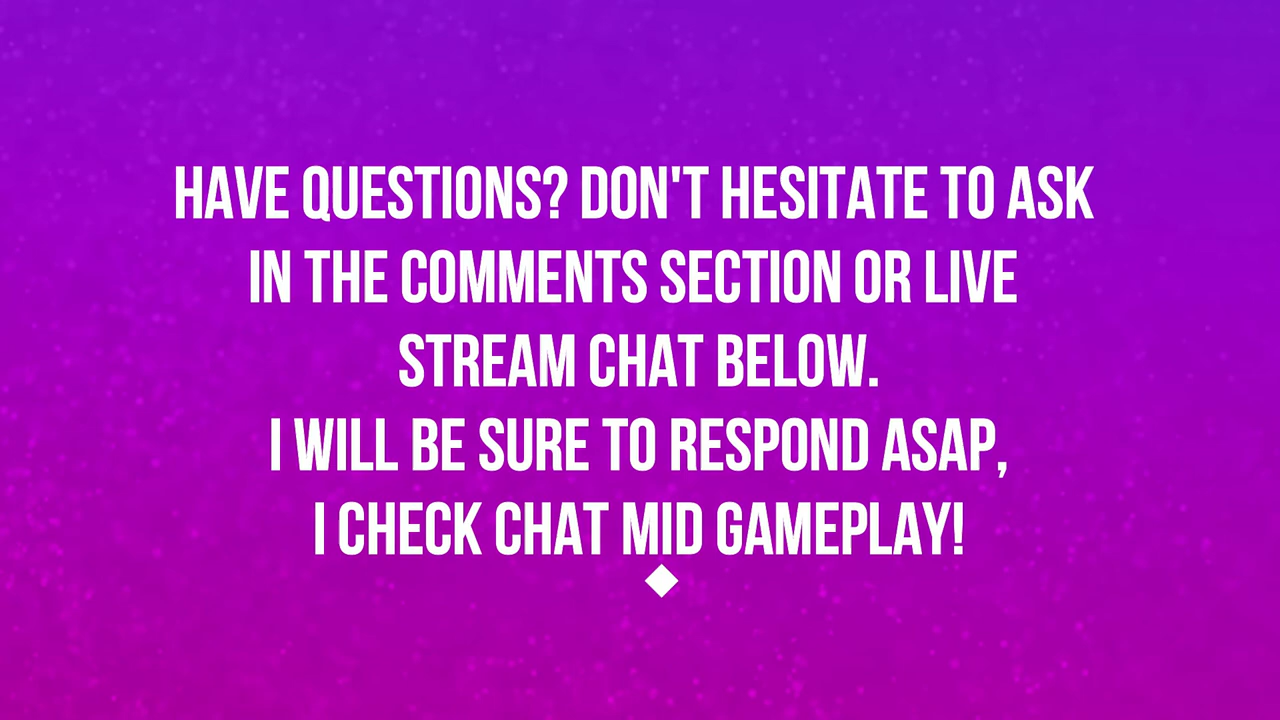 HAVE QUESTIONS? DON'T HESITATE TO ASK
IN THE COMMENTS SECTION OR LIVE
STREAM CHAT BELOW.
I WILL BE SURE TO RESPOND ASAP,
I CHECK CHAT MID GAMEPLAY!